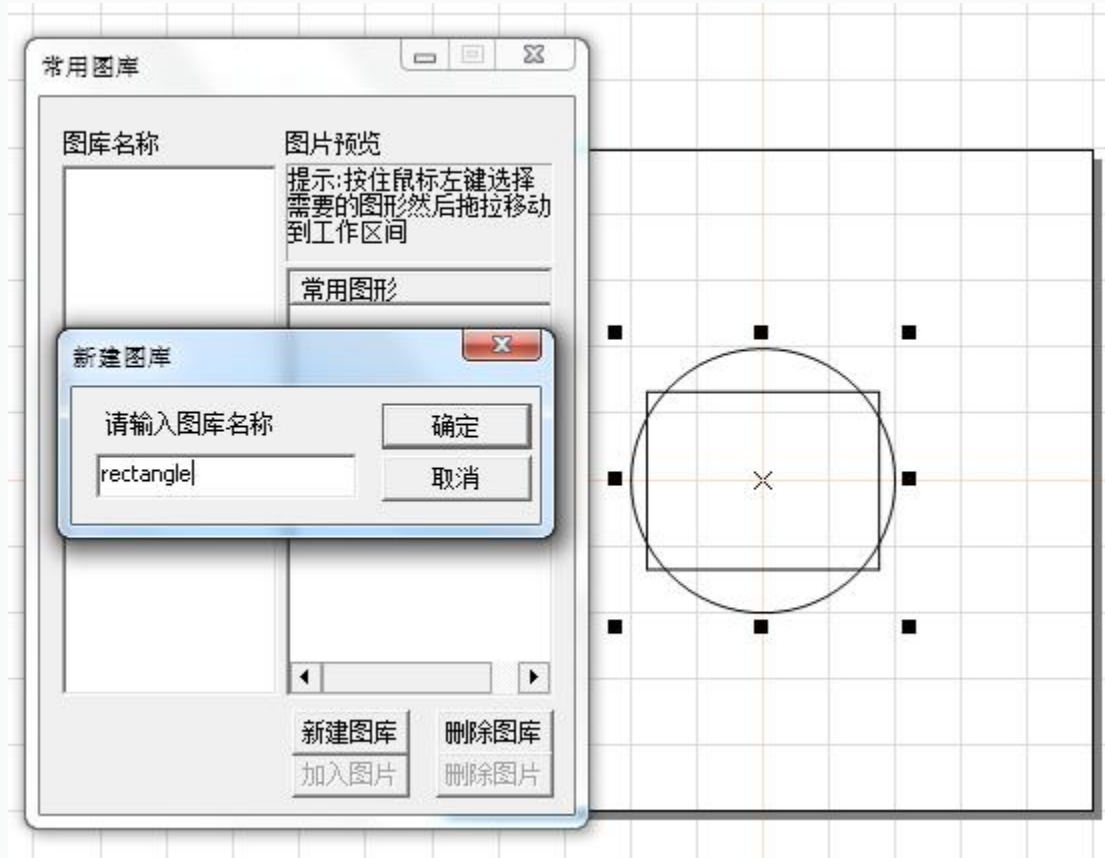 常用图库
图库名称
图片预览
提示:按住鼠标左键选择
需要的图形然后拖拉移动
到工作区间
常用图形
新建图库
请输入图库名称
确定
rectangle
取消
新建图库
删除图库
加入图片
删除图片